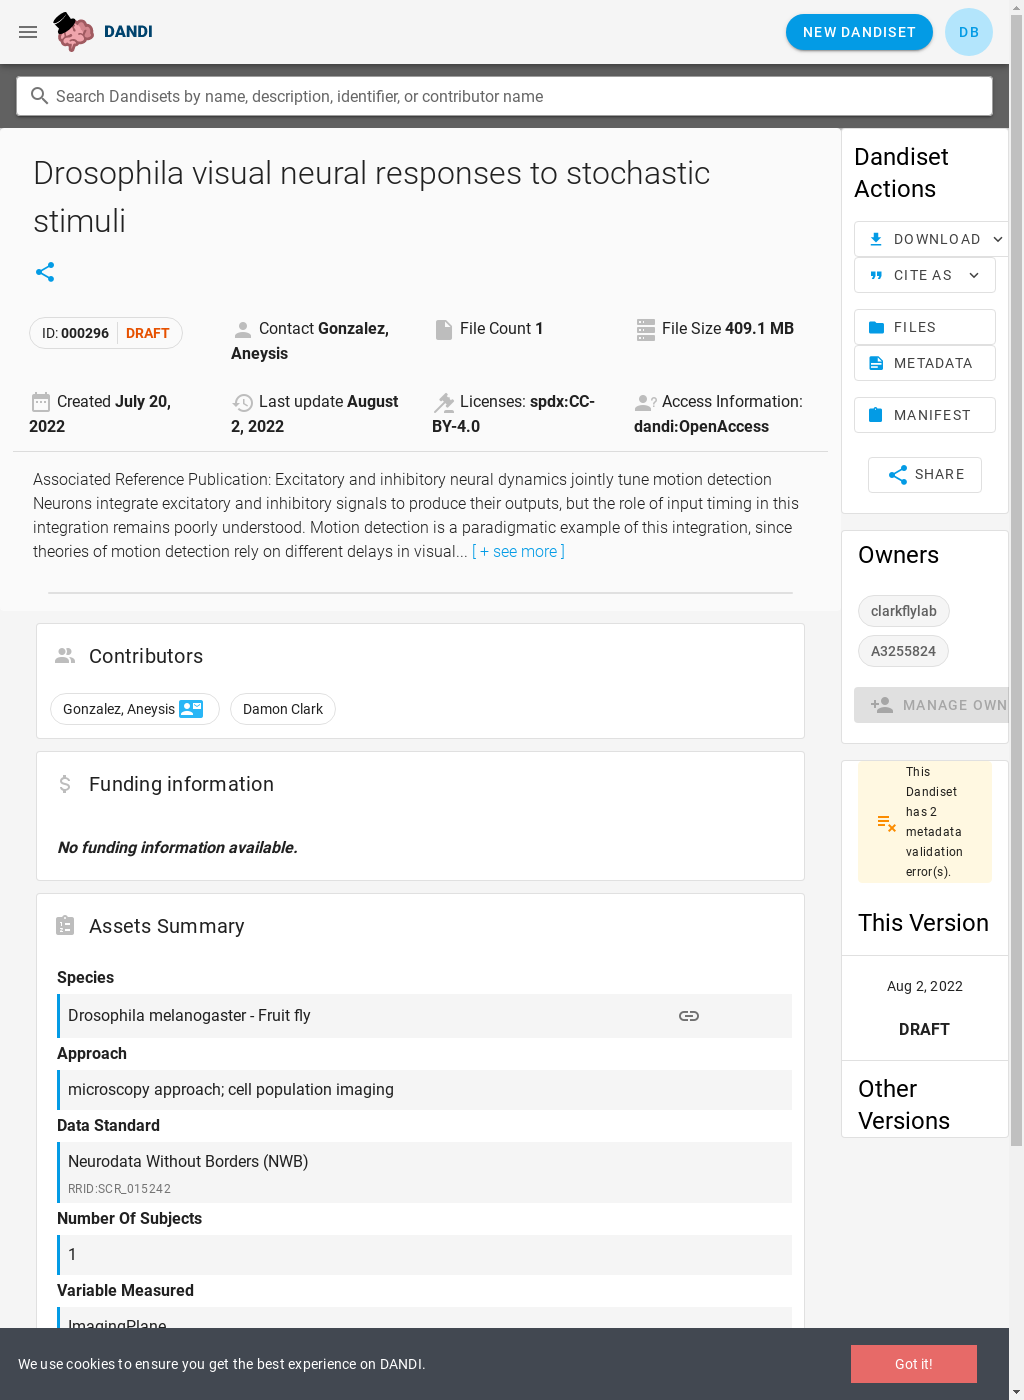 DANDI
NEW DANDISET
DB
Search Dandisets by name, description, identifier, or contributor name
Drosophila visual neural responses to stochastic
stimuli
ID: 000296 DRAFT
Contact Gonzalez,
Aneysis
File Count 1
File Size 409.1 MB
Created July 20,
2022
Last update August
2, 2022
Licenses: spdx:CC-
BY-4.0
Access Information:
dandi:OpenAccess
Associated Reference Publication: Excitatory and inhibitory neural dynamics jointly tune motion detection
Neurons integrate excitatory and inhibitory signals to produce their outputs, but the role of input timing in this
integration remains poorly understood. Motion detection is a paradigmatic example of this integration, since
theories of motion detection rely on different delays in visual... [ + see more ]
Contributors
Gonzalez, Aneysis
Damon Clark
Funding information
No funding information available.
Assets Summary
Species
Drosophila melanogaster - Fruit fly
Approach
microscopy approach; cell population imaging
Data Standard
Neurodata Without Borders (NWB)
RRID:SCR_015242
Number Of Subjects
1
Variable Measured
ImagingPlane
Dandiset
Actions
DOWNLOAD
CITE AS
FILES
METADATA
MANIFEST
SHARE
Owners
clarkflylab
A3255824
MANAGE OWN
This
Dandiset
has 2
metadata
validation
error(s).
This Version
Aug 2, 2022
DRAFT
Other
Versions
We use cookies to ensure you get the best experience on DANDI.
Got it!